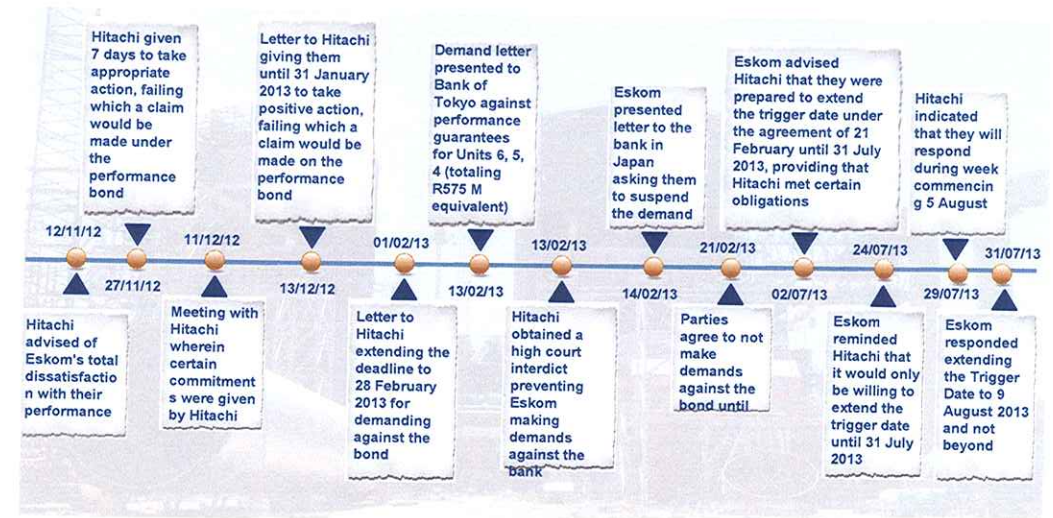 Hitachi given
7 days to take
appropriate
action, failing
which a claim
would be
made under
the
performance
bond
Letter to Hitachi
giving them
until 31 January
2013 to take
positive action,
failing which a
claim would be
made on the
performance
bond
Demand letter
presented to
Bank of
Tokyo against
performance
guarantees
for Units 6, 5,
4 (totaling
R575 M
equivalent)
Eskom
presented
letter to the
bank in
Japan
asking them
to suspend
the demand
Eskom advised
Hitachi that they were
prepared to extend
the trigger date under
the agreement of 21
February until 31 July
2013, providing that
Hitachi met certain
obligations
Hitachi
indicated
that they will
respond
during week
commencin
g 5 August
12/11/12
11/12/12
01/02/13
13/02/13
21/02/13
24/07/13
31/07/13
27/11/12
13/12/12
13/02/13
14/02/13
02/07/13
29/07/13
Hitachi
advised of
Eskom's total
dissatisfactio
n with their
performance
Meeting with
Hitachi
wherein
certain
commitment
s were given
by Hitachi
Letter to
Hitachi
extending the
deadline to
28 February
2013 for
demanding
against the
bond
Hitachi
obtained a
high court
interdict
preventing
Eskom
making
demands
against the
bank
Parties
agree to not
make
demands
against the
bond until
Eskom
reminded
Hitachi that
it would only
be willing to
extend the
trigger date
until 31 July
2013
Eskom
responded
extending
the Trigger
Date to 9
August 2013
and not
beyond